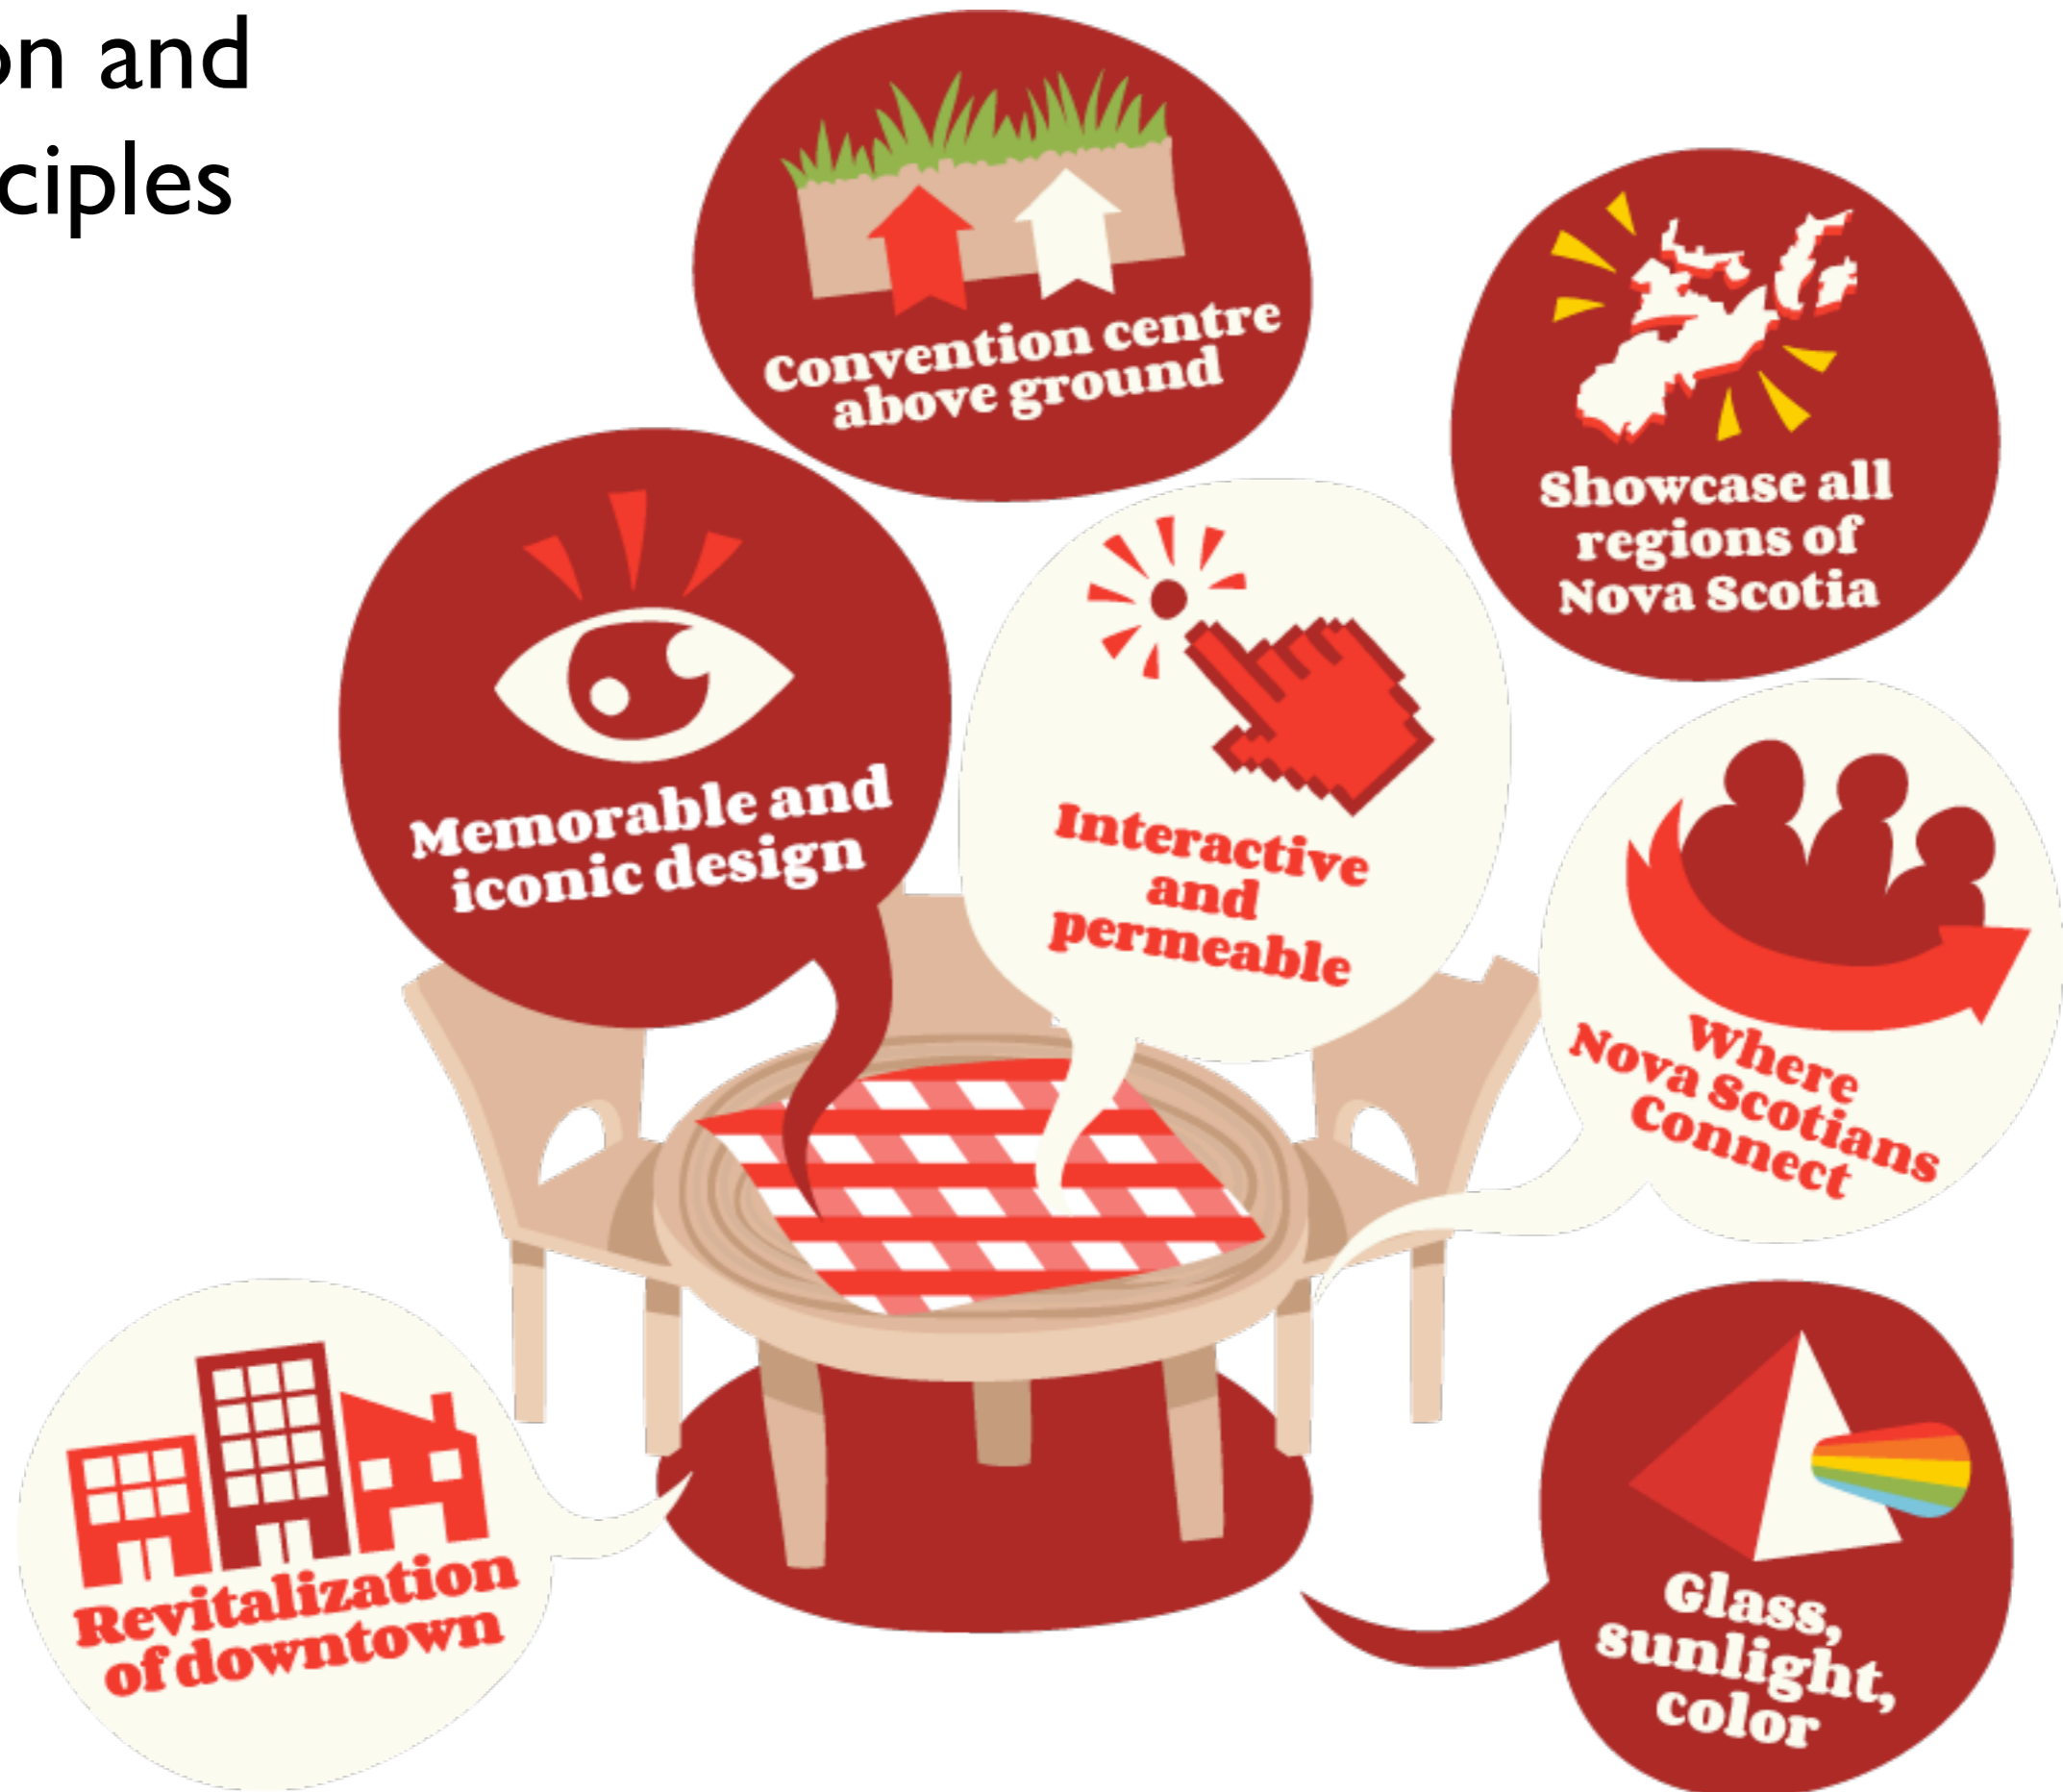 on and
ciples
Convention centre
above ground
Showcase all
regions of
Nova Scotia
Memorable and
iconic design
Interactive
and
permeable
Where
Nova Scotians
Connect
Revitalization
of downtown
Glass,
sunlight,
color